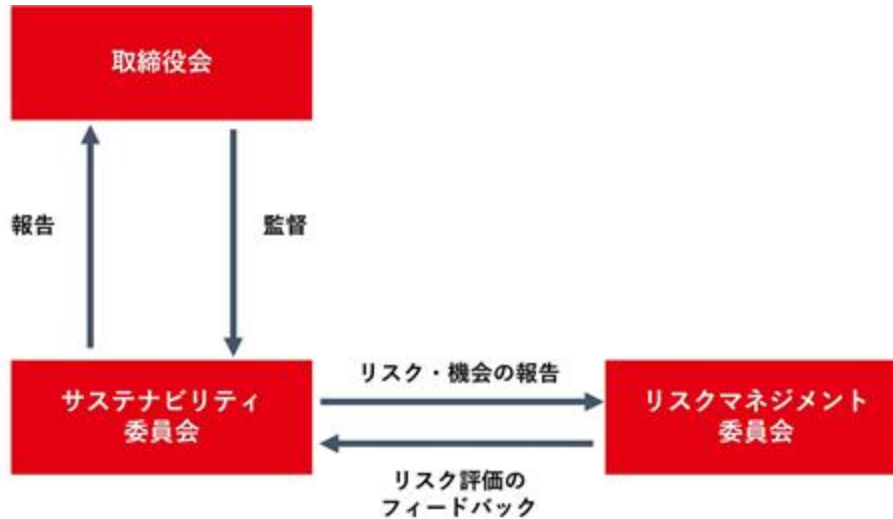 取締役会
報告
監督
サステナビリティ
委員会
リスク・機会の報告
リスクマネジメント
委員会
リスク評価の
フィードバック